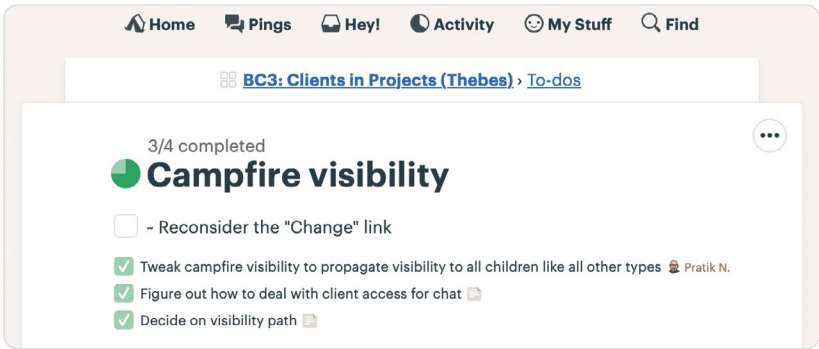 Home Pings Hey! Activity My Stuff Find
BC3: Clients in Projects (Thebes) › To-dos
3/4 completed
Campfire visibility
~ Reconsider the "Change" link
Tweak campfire visibility to propagate visibility to all children like all other types Pratik N.
Figure out how to deal with client access for chat
Decide on visibility path